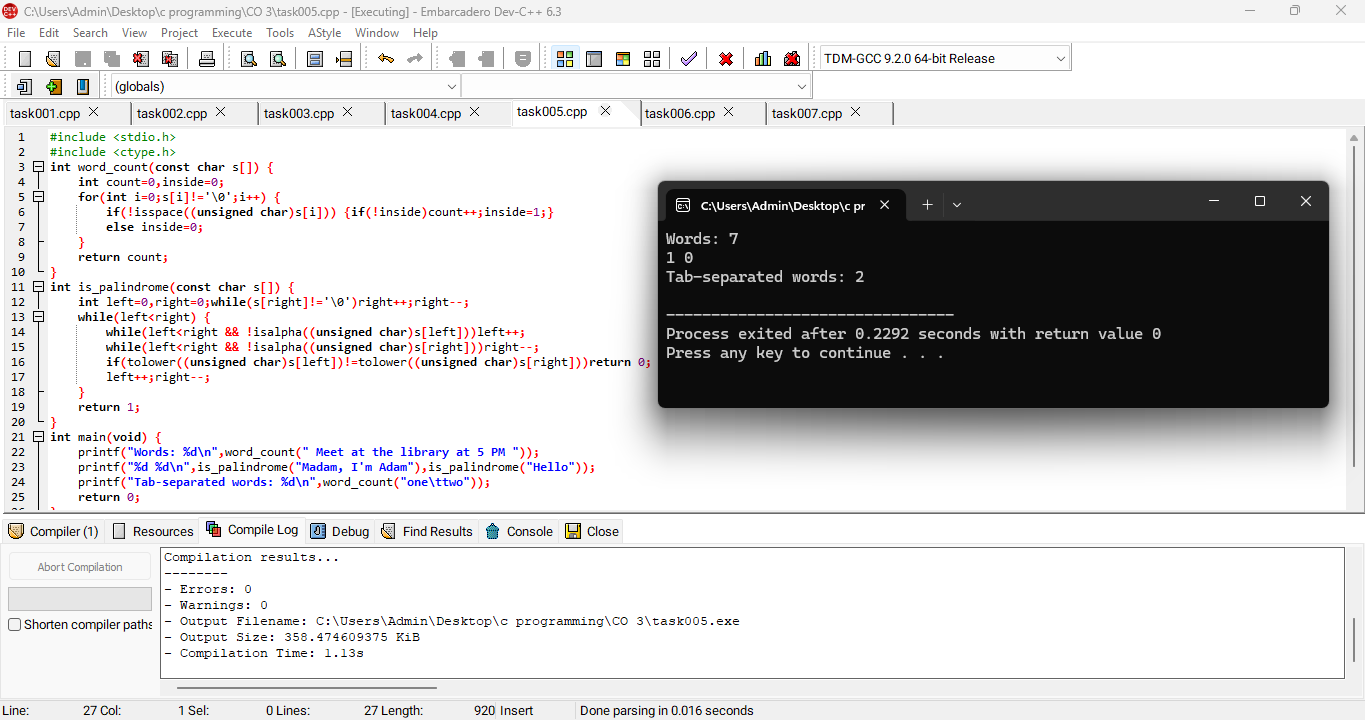 C:\Users\Admin\Desktop\c programming\CO 3\task005.cpp - [Executing] - Embarcadero Dev-C++ 6.3
File Edit Search View Project Execute Tools AStyle Window Help
TDM-GCC 9.2.0 64-bit Release
(globals)
task001.cpp task002.cpp task003.cpp task004.cpp task005.cpp task006.cpp task007.cpp
1 #include <stdio.h>
2 #include <ctype.h>
3 int word_count(const char s[]) {
4 int count=0,inside=0;
5 for(int i=0;s[i]!='\0';i++) {
6 if(!isspace((unsigned char)s[i])) {if(!inside)count++;inside=1;}
7 else inside=0;
8 }
9 return count;
10 }
11 int is_palindrome(const char s[]) {
12 int left=0,right=0;while(s[right]!='\0')right++;right--;
13 while(left<right) {
14 while(left<right && !isalpha((unsigned char)s[left]))left++;
15 while(left<right && !isalpha((unsigned char)s[right]))right--;
16 if(tolower((unsigned char)s[left])!=tolower((unsigned char)s[right]))return 0;
17 left++;right--;
18 }
19 return 1;
20 }
21 int main(void) {
22 printf("Words: %d\n",word_count(" Meet at the library at 5 PM "));
23 printf("%d %d\n",is_palindrome("Madam, I'm Adam"),is_palindrome("Hello"));
24 printf("Tab-separated words: %d\n",word_count("one\ttwo"));
25 return 0;
C:\Users\Admin\Desktop\c pr
Words: 7
1 0
Tab-separated words: 2
--------------------------------
Process exited after 0.2292 seconds with return value 0
Press any key to continue . . .
Compiler (1) Resources Compile Log Debug Find Results Console Close
Abort Compilation
Shorten compiler paths
Compilation results...
--------
- Errors: 0
- Warnings: 0
- Output Filename: C:\Users\Admin\Desktop\c programming\CO 3\task005.exe
- Output Size: 358.474609375 KiB
- Compilation Time: 1.13s
Line: 27 Col: 1 Sel: 0 Lines: 27 Length: 920 Insert Done parsing in 0.016 seconds